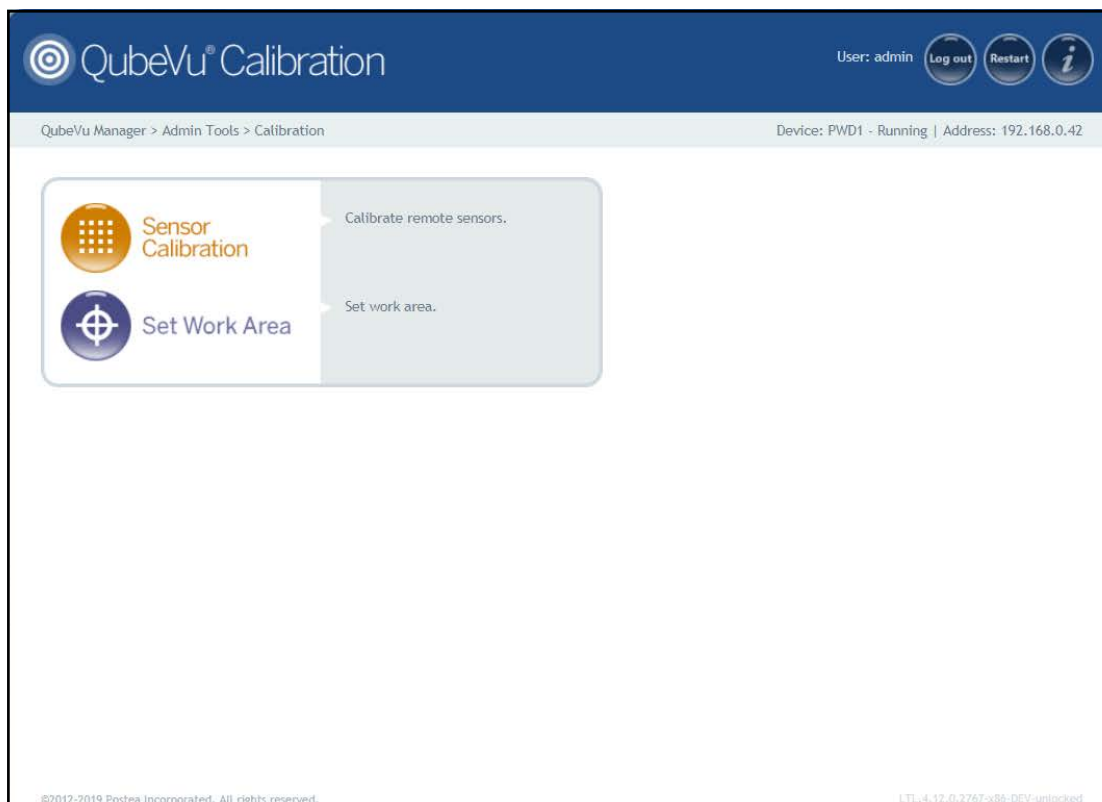 QubeVu® Calibration
User: admin
Log out
Restart
i
QubeVu Manager > Admin Tools > Calibration
Device: PWD1 - Running | Address: 192.168.0.42
Sensor
Calibration
Calibrate remote sensors.
Set Work Area
Set work area.
©2012-2019 Postea Incorporated. All rights reserved.
LTL.4.12.0.2767-x86-DEV-unlocked